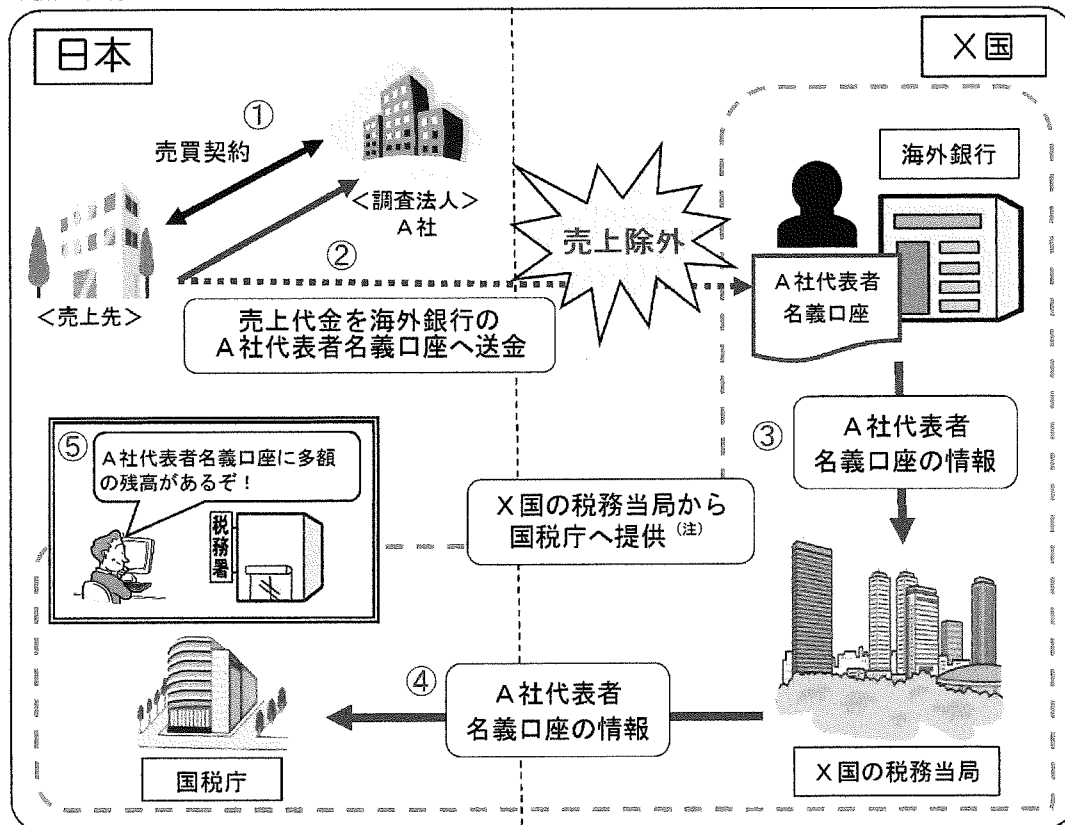 日本
X国
①
売買契約
<調査法人>
A社
②
<売上先>
売上除外
海外銀行
A社代表者
名義口座
売上代金を海外銀行の
A社代表者名義口座へ送金
③
A社代表者
名義口座の情報
⑤
A社代表者名義口座に多額
の残高があるぞ！
税務署
X国の税務当局から
国税庁へ提供(注)
④
A社代表者
名義口座の情報
国税庁
X国の税務当局